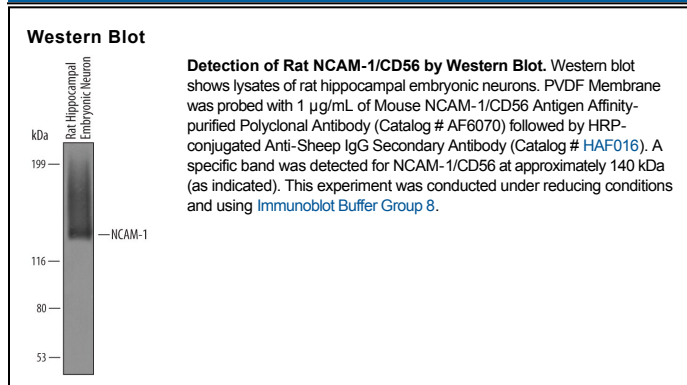 Western Blot
Rat Hippocampal
Embryonic Neuron
kDa
199
NCAM-1
116
80
53
Detection of Rat NCAM-1/CD56 by Western Blot. Western blot
shows lysates of rat hippocampal embryonic neurons. PVDF Membrane
was probed with 1 µg/mL of Mouse NCAM-1/CD56 Antigen Affinity-
purified Polyclonal Antibody (Catalog # AF6070) followed by HRP-
conjugated Anti-Sheep IgG Secondary Antibody (Catalog # HAF016). A
specific band was detected for NCAM-1/CD56 at approximately 140 kDa
(as indicated). This experiment was conducted under reducing conditions
and using Immunoblot Buffer Group 8.